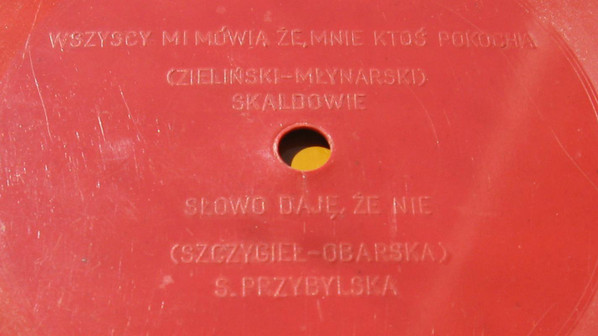 WSZYSCY MI MÓWIĄ ŻE, MNIE KTOŚ POKOCHA
(ZIELIŃSKI-MŁYNARSKI)
SKALDOWIE
SŁOWO DAJĘ, ŻE NIE
(SZCZYGIEŁ-OBARSKA)
S. PRZYBYLSKA